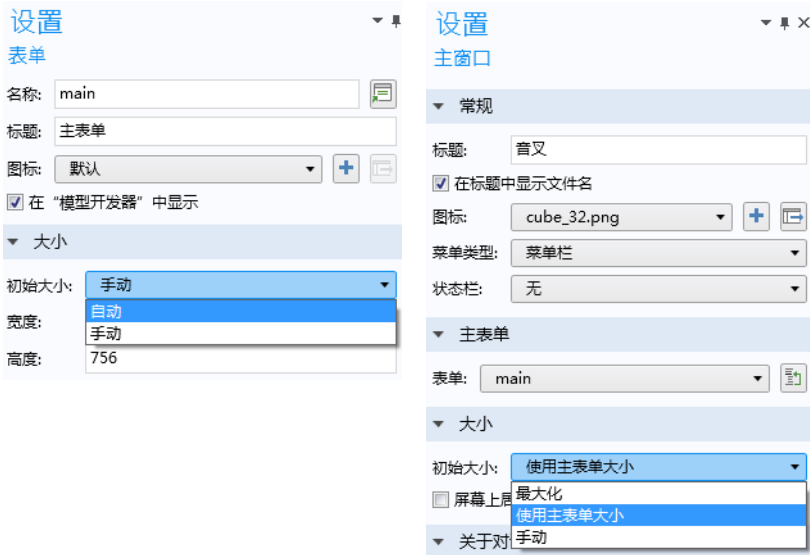 设置
表单
名称: main
标题: 主表单
图标: 默认
在 “模型开发器” 中显示
大小
初始大小: 手动
自动
宽度:
手动
高度: 756
设置
主窗口
常规
标题: 音叉
在标题中显示文件名
图标: cube_32.png
菜单类型: 菜单栏
状态栏: 无
主表单
表单: main
大小
初始大小: 使用主表单大小
最大化
屏幕上
使用主表单大小
手动
关于对